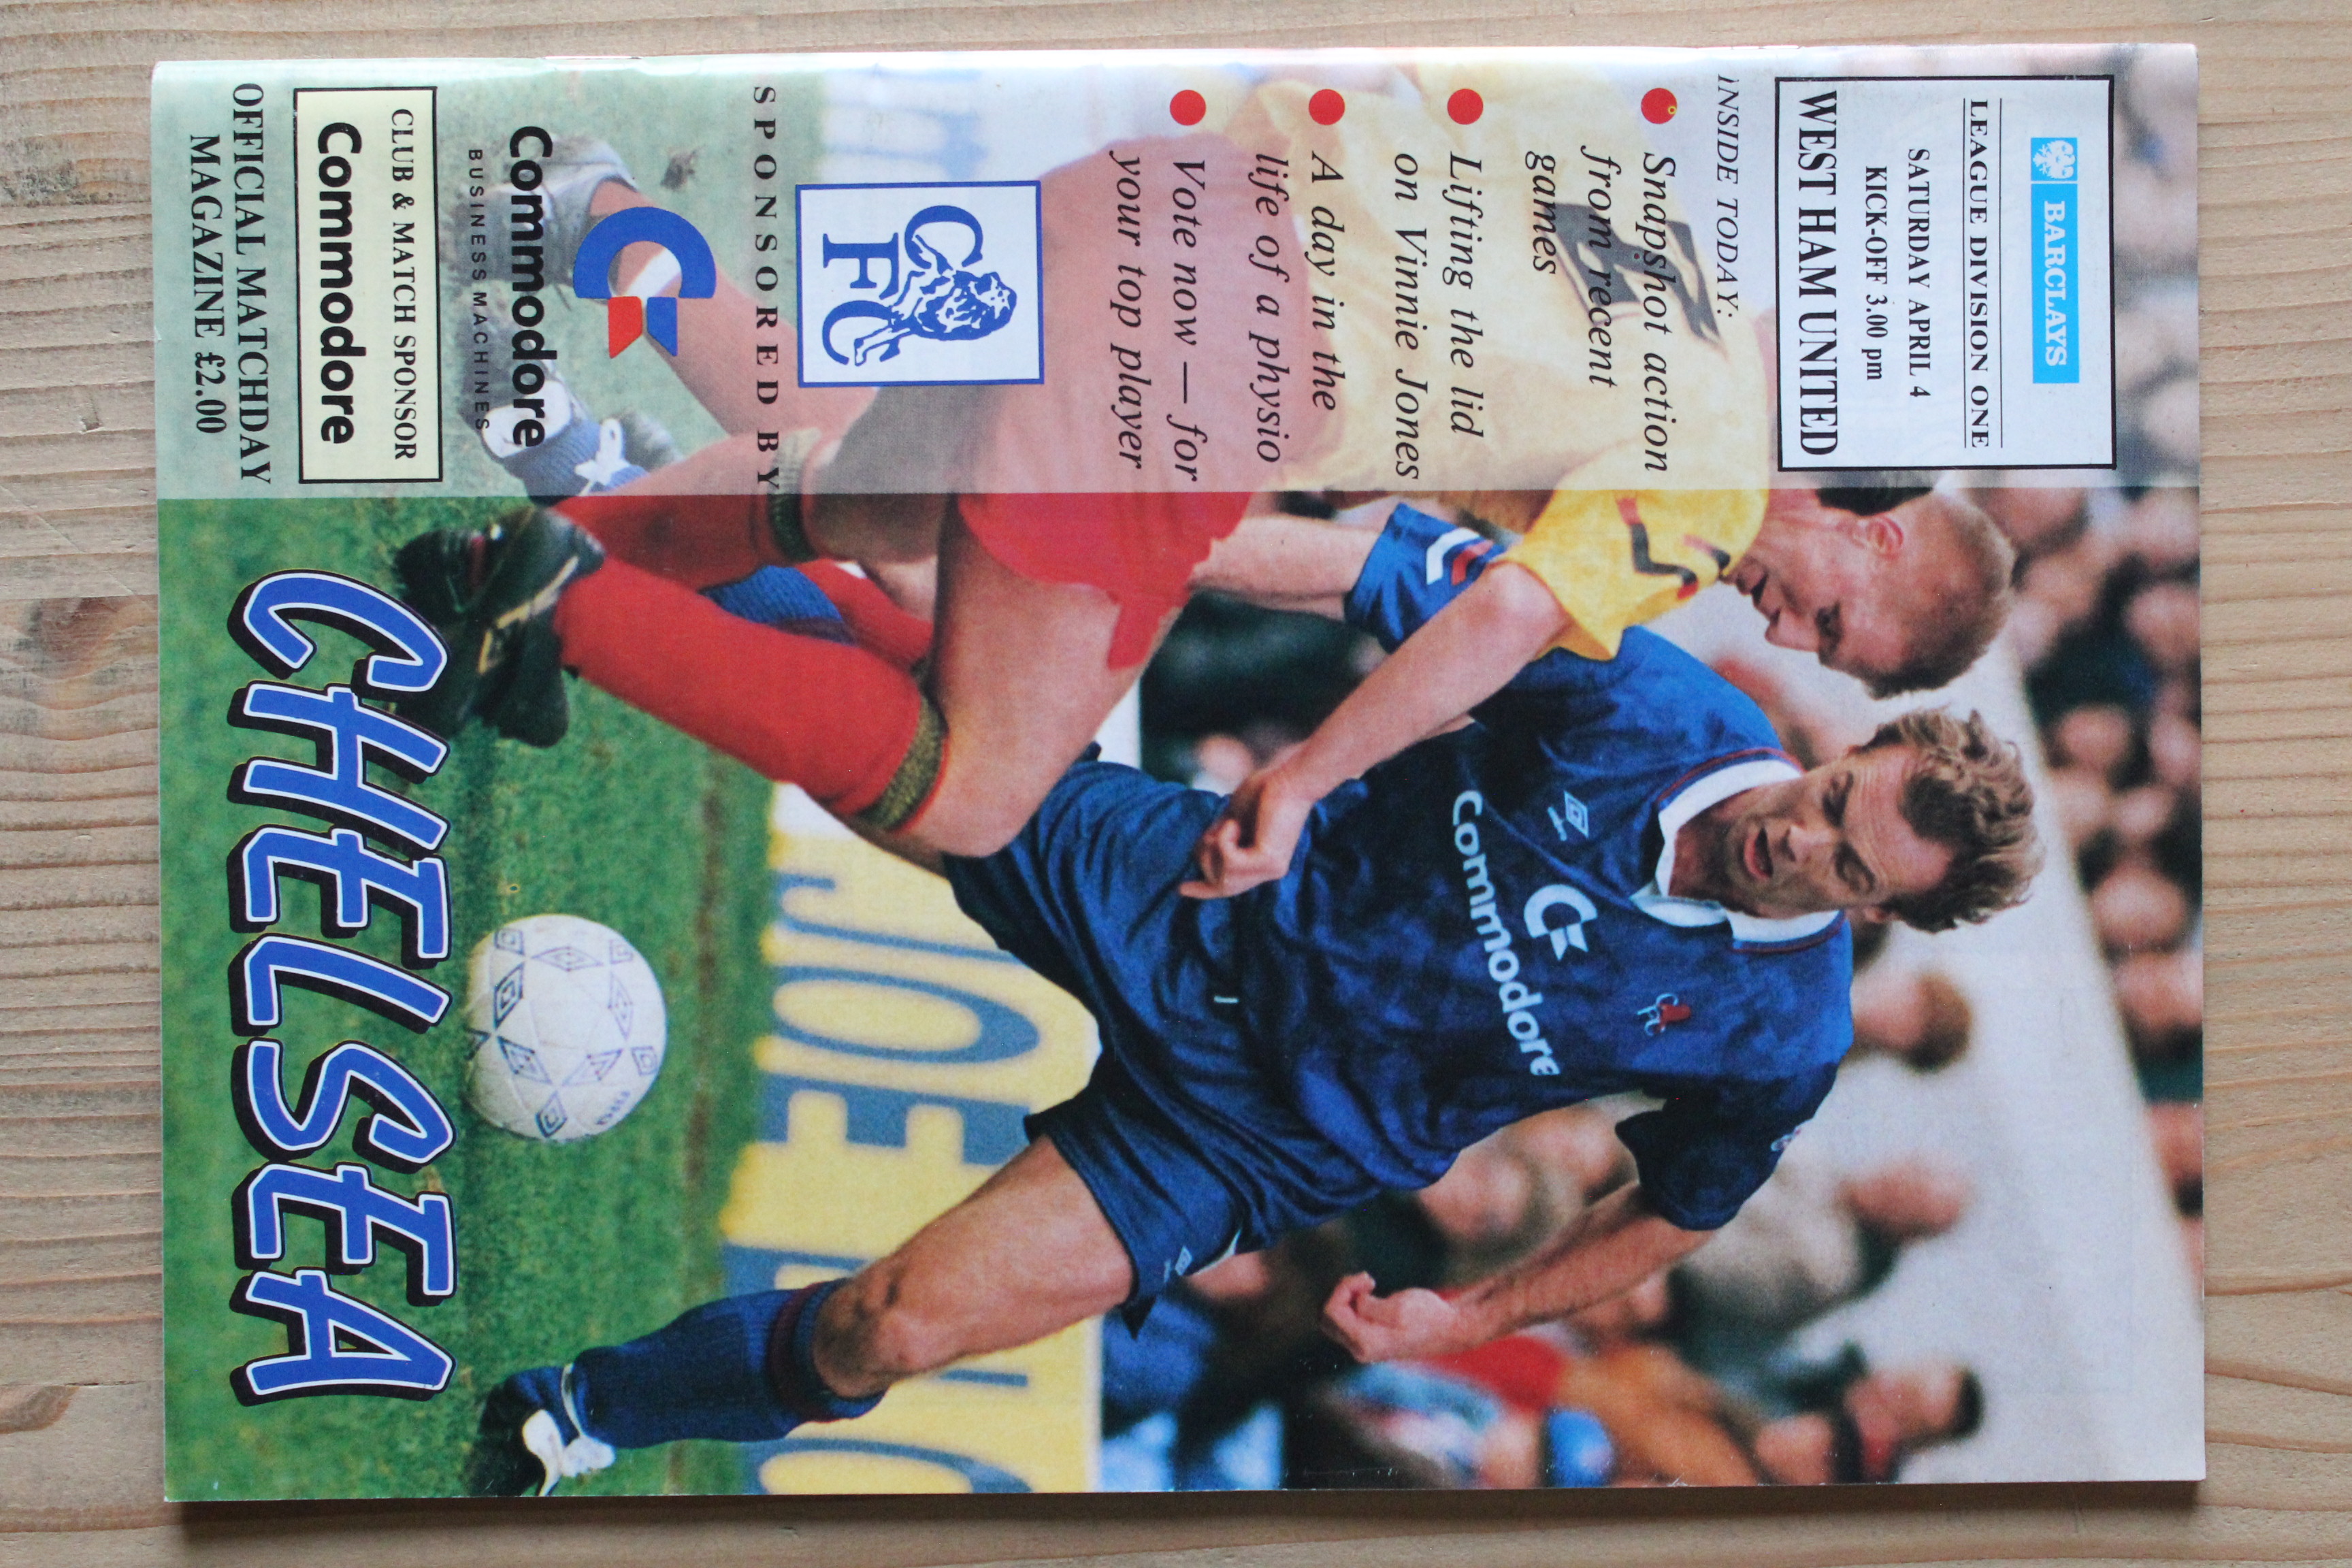 BARCLAYS
LEAGUE DIVISION ONE
SATURDAY APRIL 4
KICK-OFF 3.00 pm
WEST HAM UNITED
INSIDE TODAY:
Snapshot action
from recent
games
Lifting the lid
on Vinnie Jones
A day in the
life of a physio
Vote now — for
your top player
CFC
SPONSORED BY
Commodore
BUSINESS MACHINES
CLUB & MATCH SPONSOR
Commodore
OFFICIAL MATCHDAY
MAGAZINE £2.00
Commodore
CFC
CHELSEA